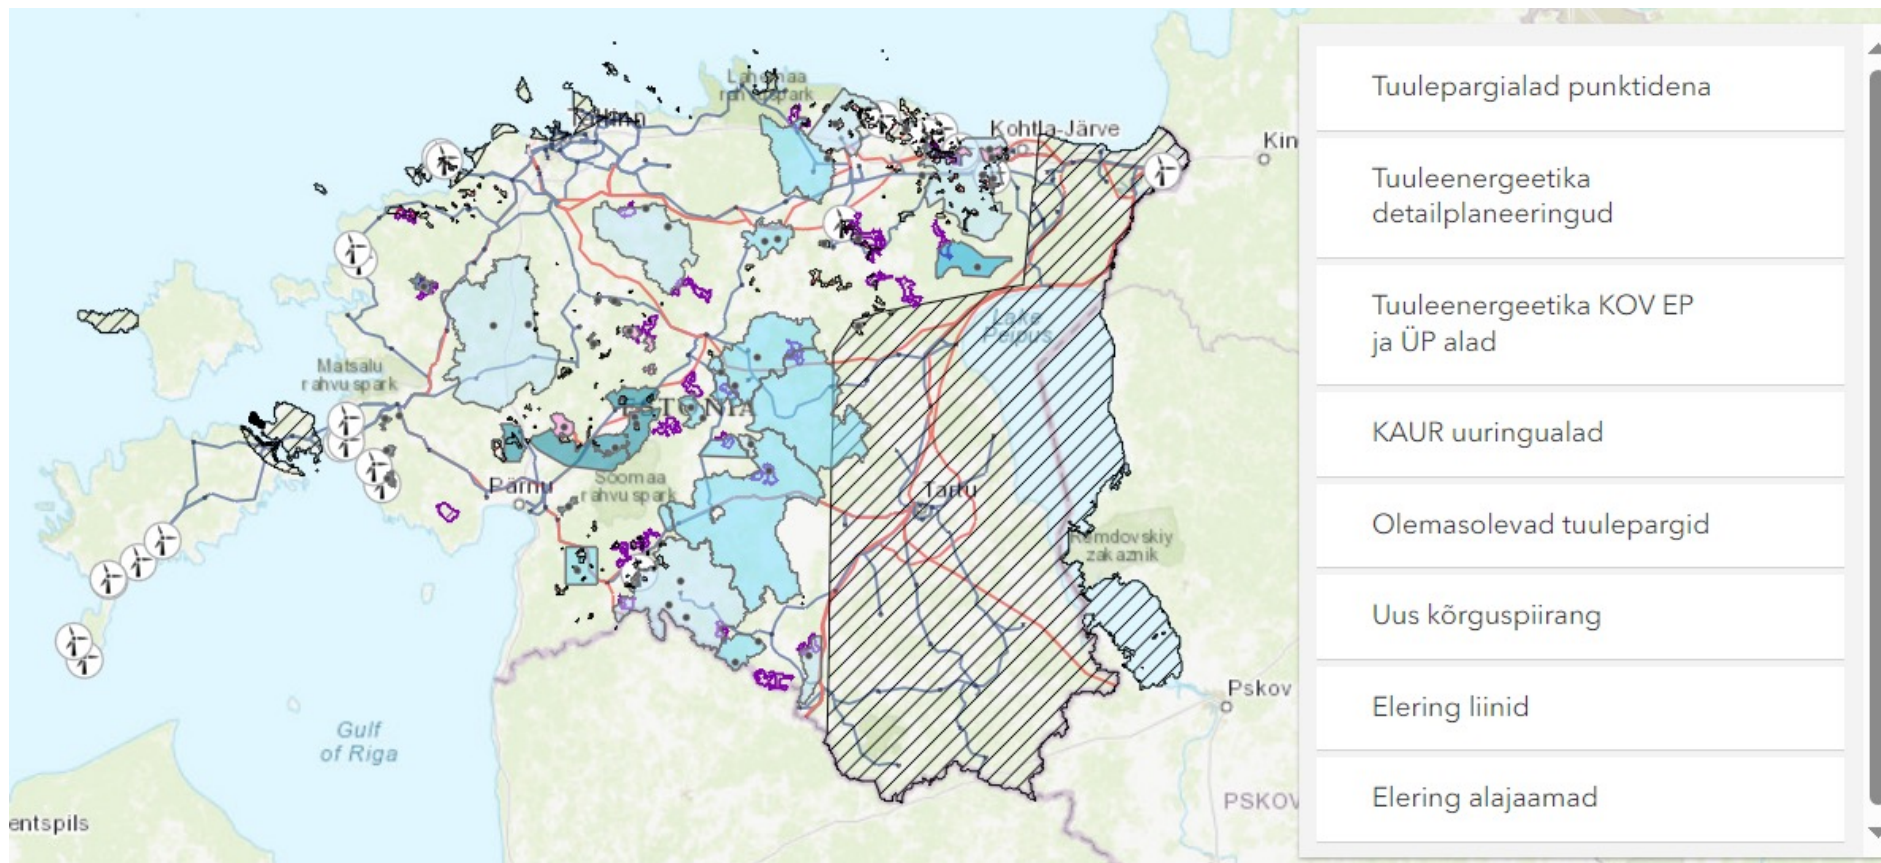 Lahemaa
rahvuspark
Tallinn
Kohtla-Järve
Kin
Lake
Peipus
Matsalu
rahvuspark
ESTONIA
Pärnu
Soomaa
rahvuspark
Tartu
Remdovskiy
zakaznik
Pskov
Gulf
of Riga
PSKOV
entspils
Tuulepargialad punktidena
Tuuleenergeetika
detailplaneeringud
Tuuleenergeetika KOV EP
ja ÜP alad
KAUR uuringualad
Olemasolevad tuulepargid
Uus kõrguspiirang
Elering liinid
Elering alajaamad